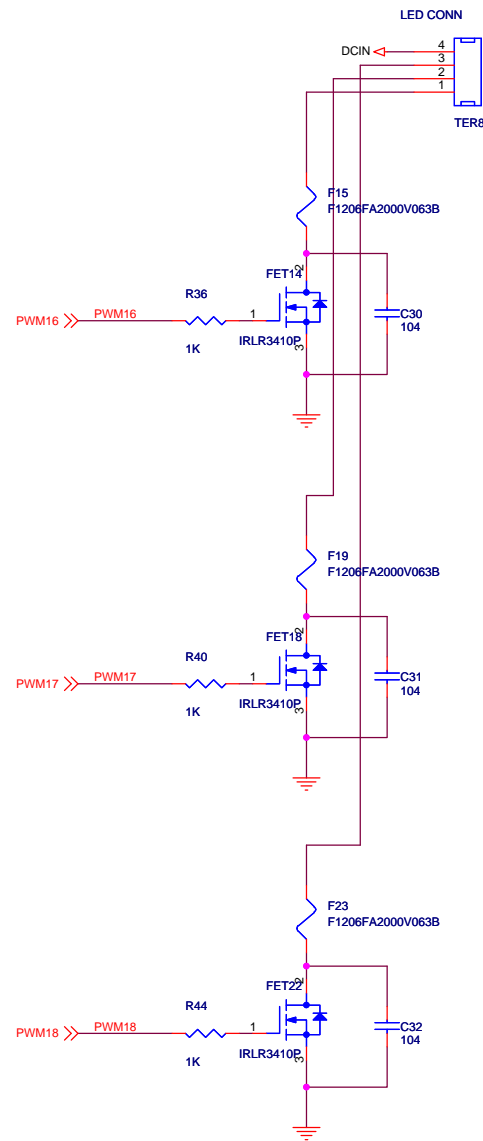 LED CONN
DCIN
4
3
2
1
TER8
F15
F1206FA2000V063B
2
FET14
R36
PWM16
PWM16
1
C30
104
1K
IRLR3410P
3
F19
F1206FA2000V063B
2
FET18
R40
PWM17
PWM17
1
C31
104
1K
IRLR3410P
3
F23
F1206FA2000V063B
2
FET22
R44
PWM18
PWM18
1
C32
104
1K
IRLR3410P
3